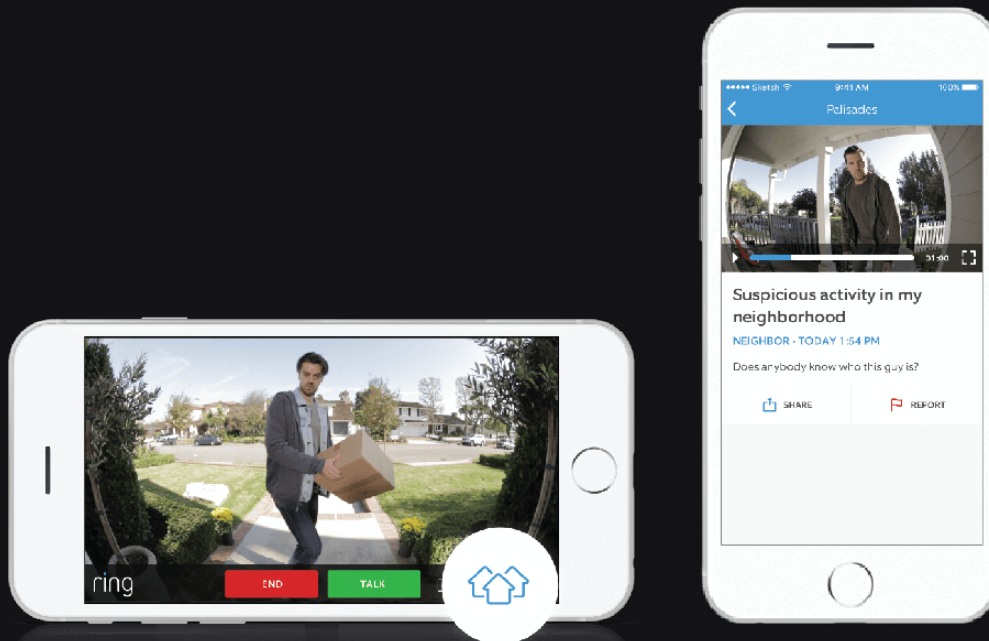 Sketch 9:41 AM 100%
Palisades
01:00
Suspicious activity in my
neighborhood
NEIGHBOR - TODAY 1:54 PM
Does anybody know who this guy is?
SHARE REPORT
ring END TALK